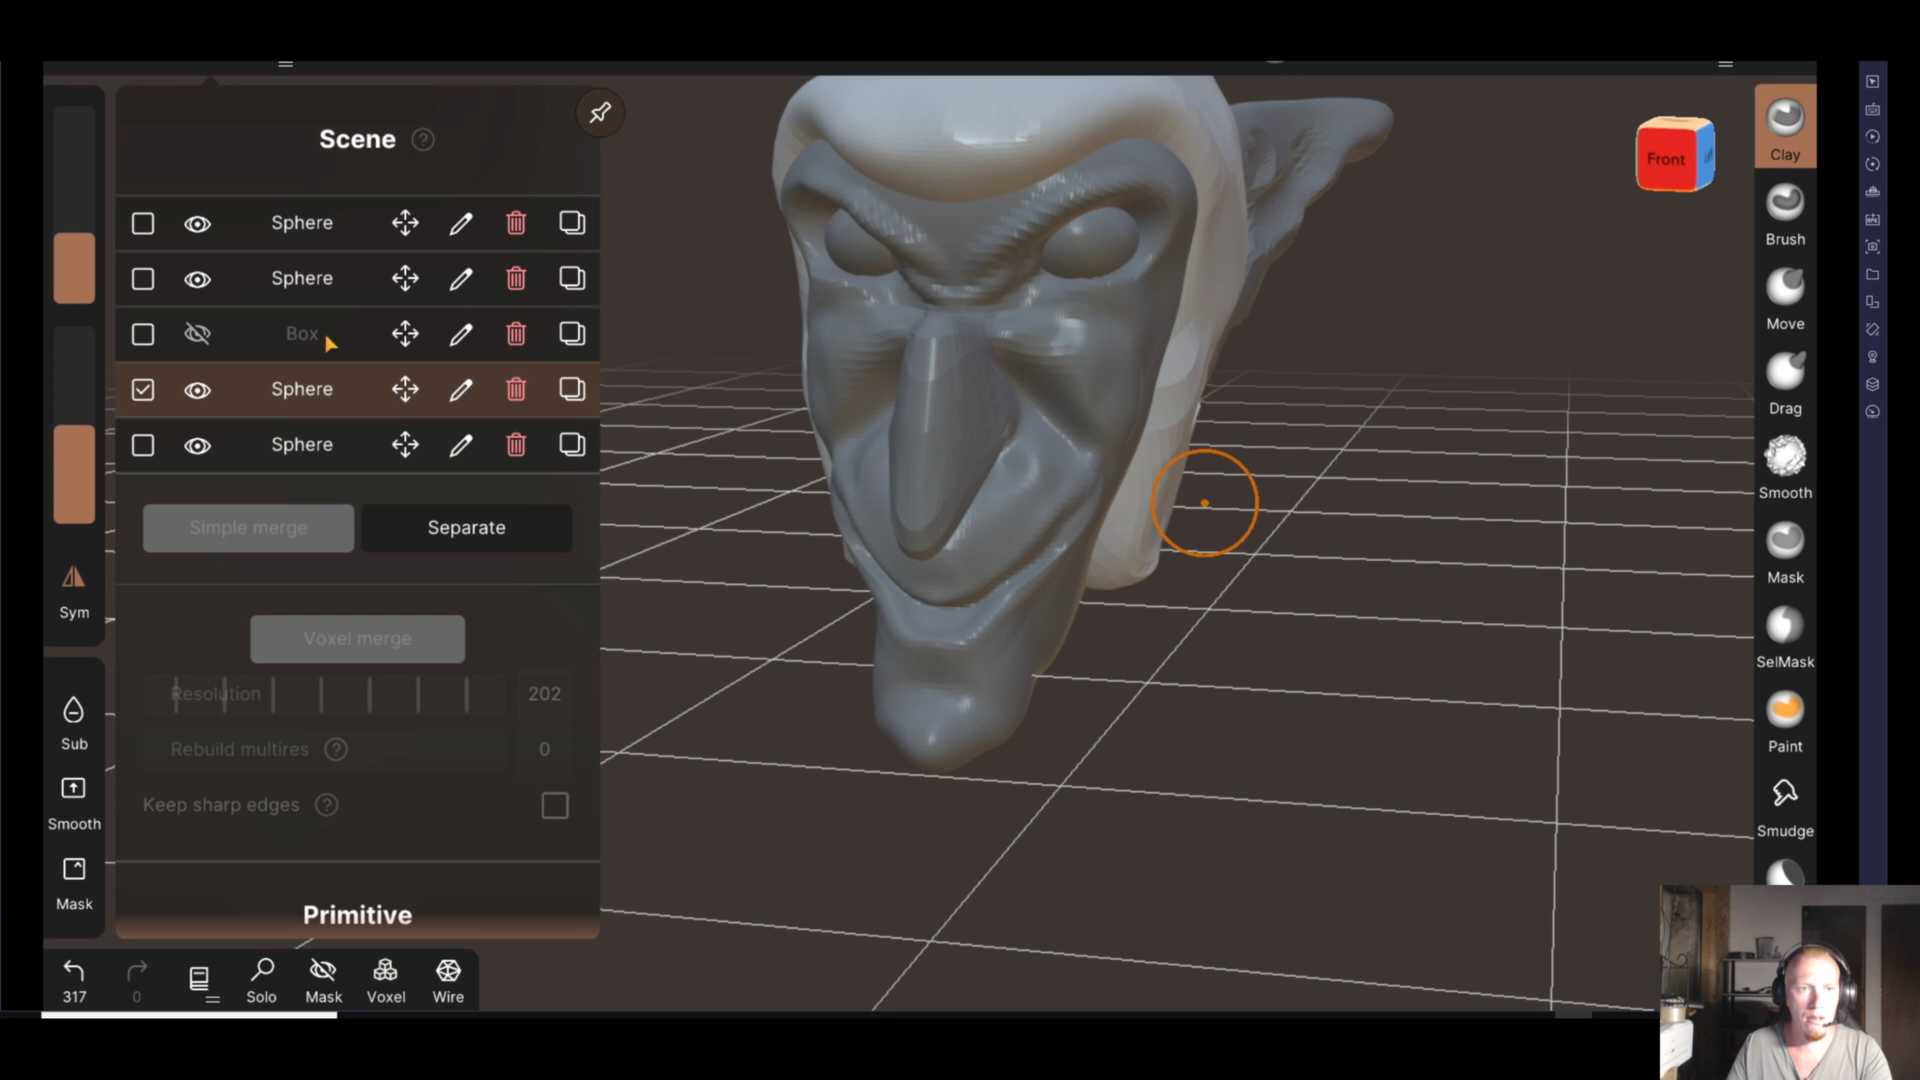 Scene ?
Sphere
Sphere
Box
Sphere
Sphere
Simple merge
Separate
Voxel merge
Resolution
202
Rebuild multires ?
0
Keep sharp edges ?
Primitive
Sym
Sub
Smooth
Mask
317
0
Solo
Mask
Voxel
Wire
Front
Clay
Brush
Move
Drag
Smooth
Mask
SelMask
Paint
Smudge